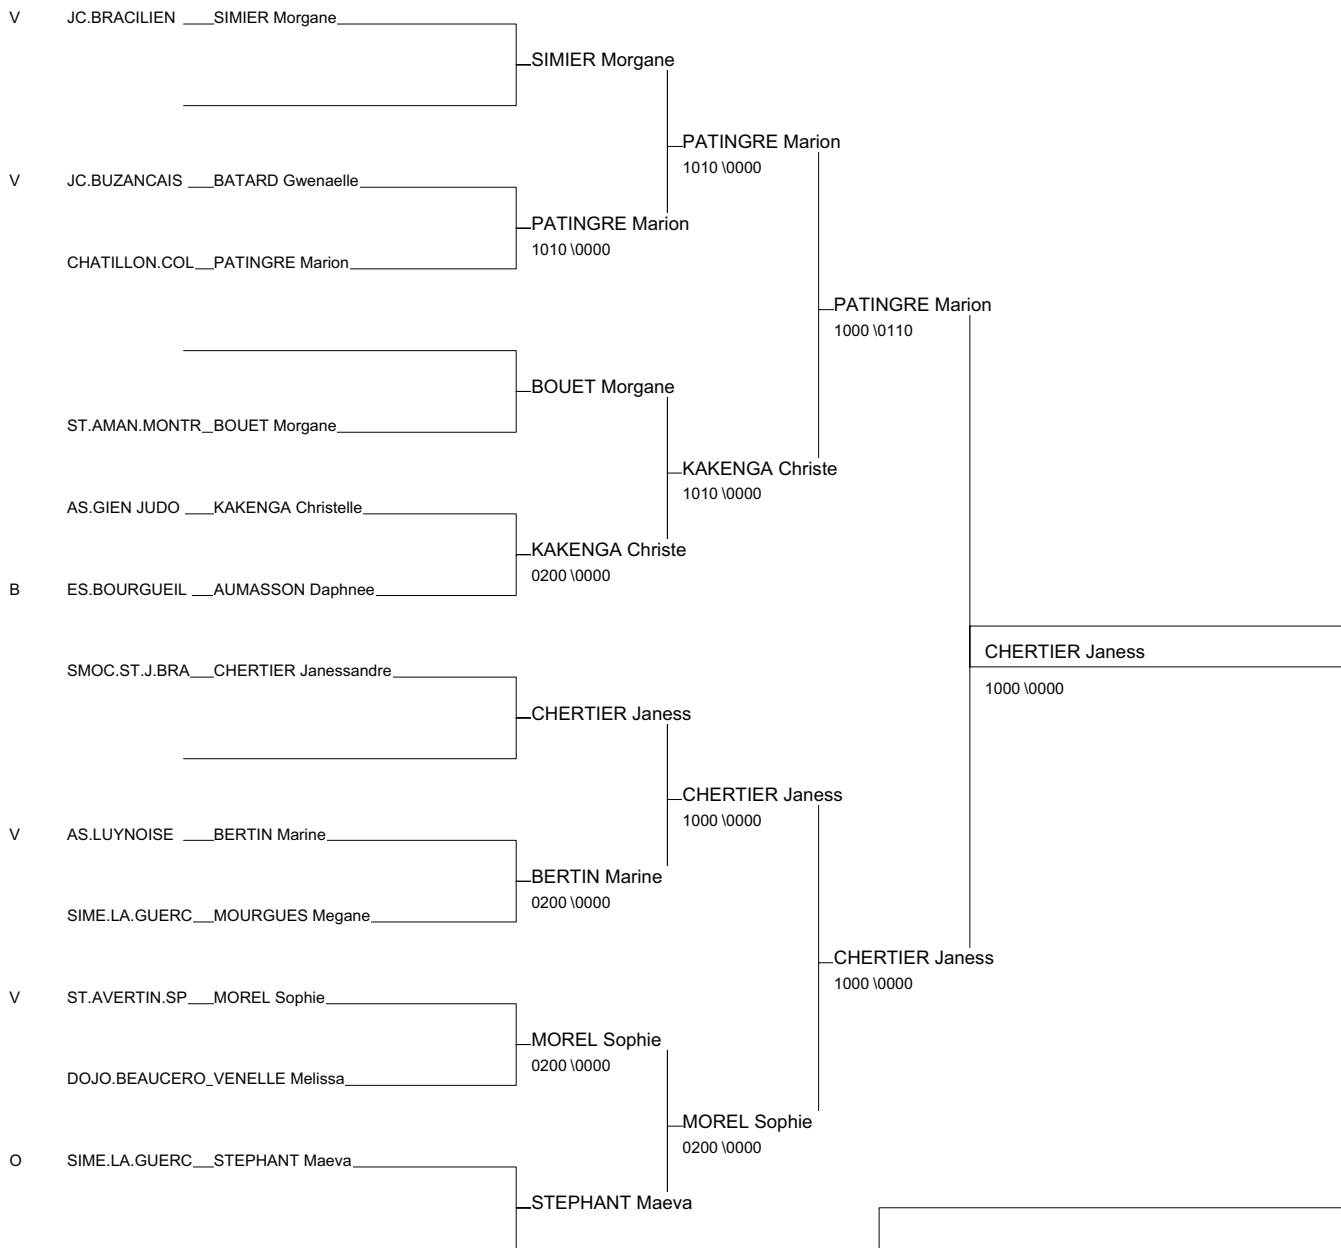 V JC.BRACILIEN SIMIER Morgane
SIMIER Morgane
PATINGRE Marion
1010 \0000
V JC.BUZANCAIS BATARD Gwenaelle
PATINGRE Marion
1010 \0000
CHATILLON.COL PATINGRE Marion
PATINGRE Marion
1000 \0110
BOUET Morgane
ST.AMAN.MONTR BOUET Morgane
KAKENGA Christe
1010 \0000
AS.GIEN JUDO KAKENGA Christelle
KAKENGA Christe
0200 \0000
B ES.BOURGUEIL AUMASSON Daphnee
CHERTIER Janess
1000 \0000
SMOC.ST.J.BRA CHERTIER Janessandre
CHERTIER Janess
CHERTIER Janess
1000 \0000
V AS.LUYNOISE BERTIN Marine
BERTIN Marine
0200 \0000
SIME.LA.GUERC MOURGUES Megane
CHERTIER Janess
1000 \0000
V ST.AVERTIN.SP MOREL Sophie
MOREL Sophie
0200 \0000
DOJO.BEAUCERO VENELLE Melissa
MOREL Sophie
0200 \0000
O SIME.LA.GUERC STEPHANT Maeva
STEPHANT Maeva